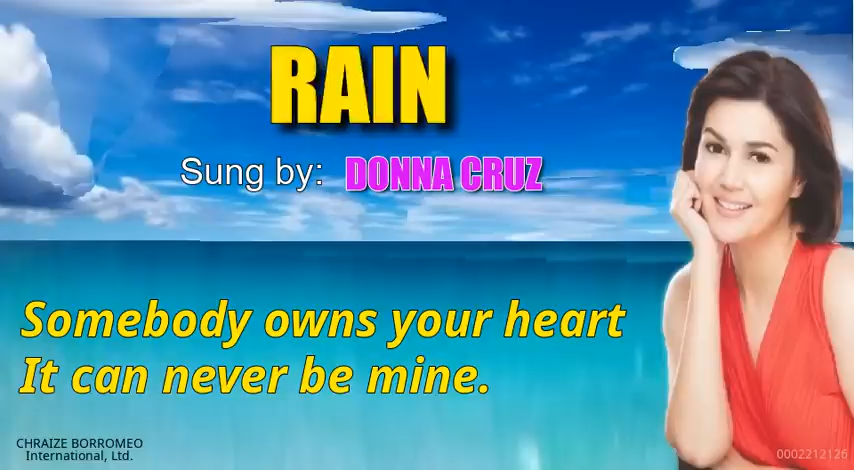 RAIN
Sung by: DONNA CRUZ
Somebody owns your heart
It can never be mine.
CHRAIZE BORROMEO
International, Ltd.
0002212126